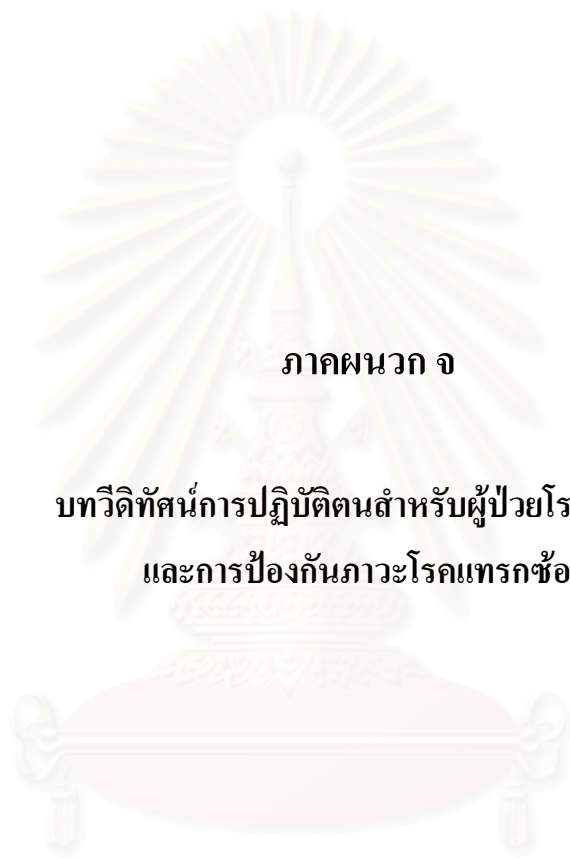 ภาคผนวก จ
บทวีดิทัศน์การปฏิบัติตนสำหรับผู้ป่วยโร
และการป้องกันภาวะโรคแทรกซ้อ